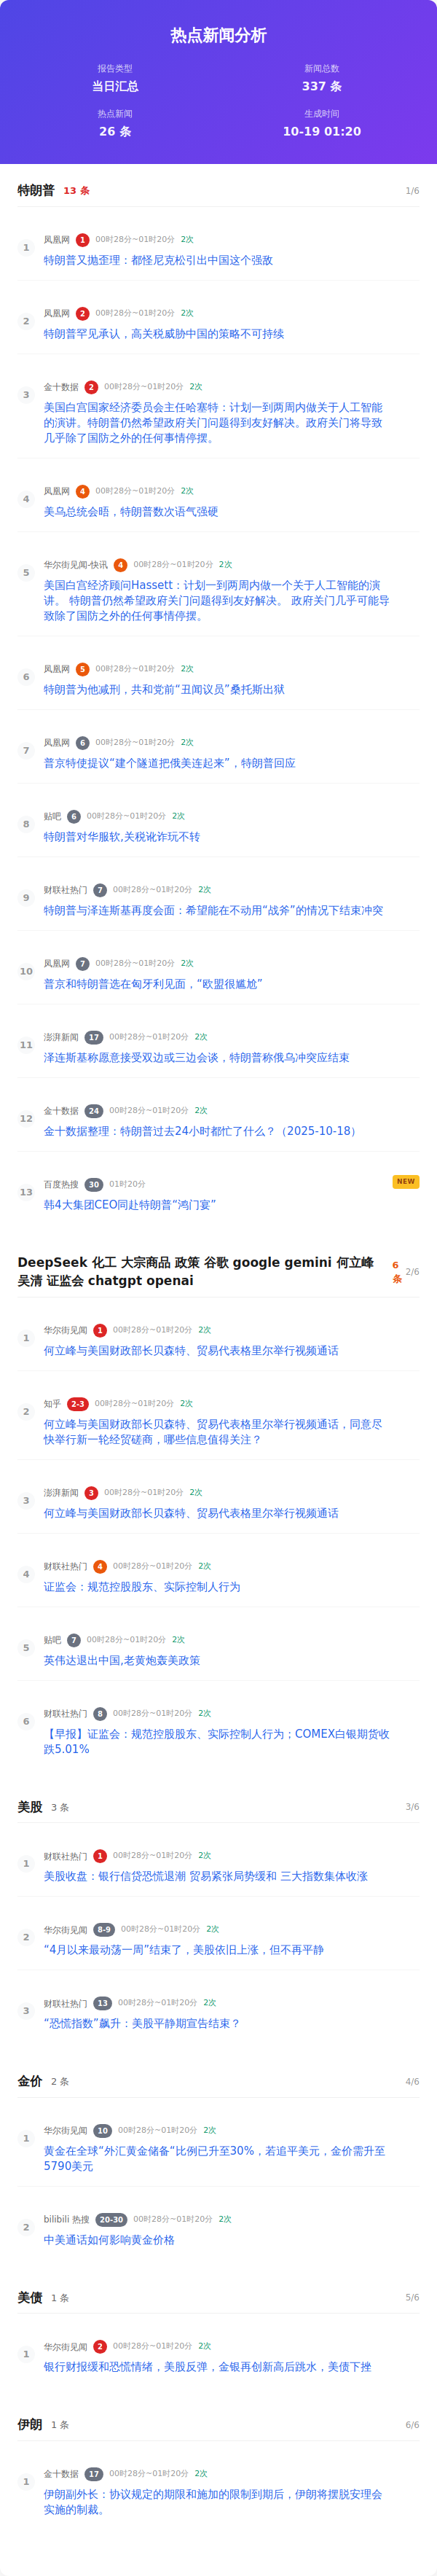 热点新闻分析
报告类型
当日汇总
新闻总数
337 条
热点新闻
26 条
生成时间
10-19 01:20
特朗普 13 条 1/6
1
凤凰网 1 00时28分~01时20分 2次
特朗普又抛歪理：都怪尼克松引出中国这个强敌
2
凤凰网 2 00时28分~01时20分 2次
特朗普罕见承认，高关税威胁中国的策略不可持续
3
金十数据 2 00时28分~01时20分 2次
美国白宫国家经济委员会主任哈塞特：计划一到两周内做关于人工智能
的演讲。特朗普仍然希望政府关门问题得到友好解决。政府关门将导致
几乎除了国防之外的任何事情停摆。
4
凤凰网 4 00时28分~01时20分 2次
美乌总统会晤，特朗普数次语气强硬
5
华尔街见闻-快讯 4 00时28分~01时20分 2次
美国白宫经济顾问Hassett：计划一到两周内做一个关于人工智能的演
讲。 特朗普仍然希望政府关门问题得到友好解决。 政府关门几乎可能导
致除了国防之外的任何事情停摆。
6
凤凰网 5 00时28分~01时20分 2次
特朗普为他减刑，共和党前“丑闻议员”桑托斯出狱
7
凤凰网 6 00时28分~01时20分 2次
普京特使提议“建个隧道把俄美连起来”，特朗普回应
8
贴吧 6 00时28分~01时20分 2次
特朗普对华服软,关税讹诈玩不转
9
财联社热门 7 00时28分~01时20分 2次
特朗普与泽连斯基再度会面：希望能在不动用“战斧”的情况下结束冲突
10
凤凰网 7 00时28分~01时20分 2次
普京和特朗普选在匈牙利见面，“欧盟很尴尬”
11
澎湃新闻 17 00时28分~01时20分 2次
泽连斯基称愿意接受双边或三边会谈，特朗普称俄乌冲突应结束
12
金十数据 24 00时28分~01时20分 2次
金十数据整理：特朗普过去24小时都忙了什么？（2025-10-18）
13
百度热搜 30 01时20分 NEW
韩4大集团CEO同赴特朗普“鸿门宴”
DeepSeek 化工 大宗商品 政策 谷歌 google gemini 何立峰
吴清 证监会 chatgpt openai
6
条
2/6
1
华尔街见闻 1 00时28分~01时20分 2次
何立峰与美国财政部长贝森特、贸易代表格里尔举行视频通话
2
知乎 2-3 00时28分~01时20分 2次
何立峰与美国财政部长贝森特、贸易代表格里尔举行视频通话，同意尽
快举行新一轮经贸磋商，哪些信息值得关注？
3
澎湃新闻 3 00时28分~01时20分 2次
何立峰与美国财政部长贝森特、贸易代表格里尔举行视频通话
4
财联社热门 4 00时28分~01时20分 2次
证监会：规范控股股东、实际控制人行为
5
贴吧 7 00时28分~01时20分 2次
英伟达退出中国,老黄炮轰美政策
6
财联社热门 8 00时28分~01时20分 2次
【早报】证监会：规范控股股东、实际控制人行为；COMEX白银期货收
跌5.01%
美股 3 条 3/6
1
财联社热门 1 00时28分~01时20分 2次
美股收盘：银行信贷恐慌退潮 贸易紧张局势缓和 三大指数集体收涨
2
华尔街见闻 8-9 00时28分~01时20分 2次
“4月以来最动荡一周”结束了，美股依旧上涨，但不再平静
3
财联社热门 13 00时28分~01时20分 2次
“恐慌指数”飙升：美股平静期宣告结束？
金价 2 条 4/6
1
华尔街见闻 10 00时28分~01时20分 2次
黄金在全球“外汇黄金储备”比例已升至30%，若追平美元，金价需升至
5790美元
2
bilibili 热搜 20-30 00时28分~01时20分 2次
中美通话如何影响黄金价格
美债 1 条 5/6
1
华尔街见闻 2 00时28分~01时20分 2次
银行财报缓和恐慌情绪，美股反弹，金银再创新高后跳水，美债下挫
伊朗 1 条 6/6
1
金十数据 17 00时28分~01时20分 2次
伊朗副外长：协议规定的期限和施加的限制到期后，伊朗将摆脱安理会
实施的制裁。